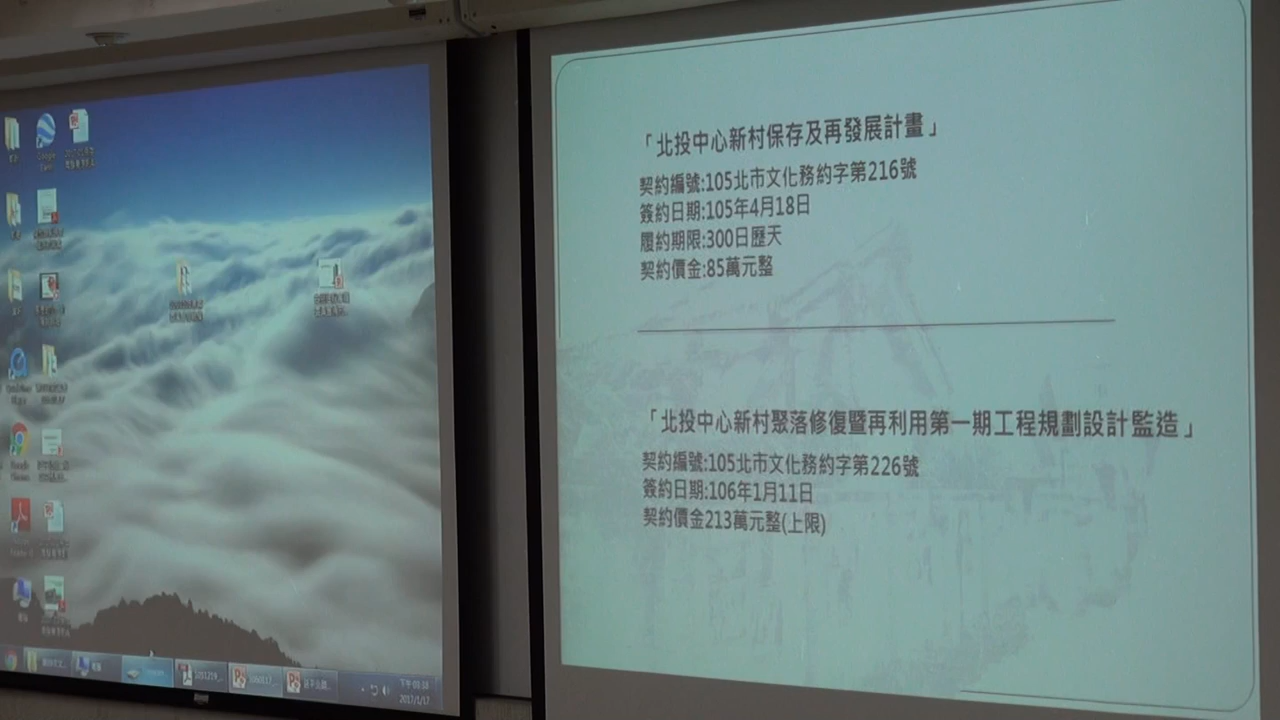 「北投中心新村保存及再發展計畫」
契約編號:105北市文化務約字第216號
簽約日期:105年4月18日
履約期限:300日歷天
契約價金:85萬元整
「北投中心新村聚落修復暨再利用第一期工程規劃設計監造」
契約編號:105北市文化務約字第226號
簽約日期:106年1月11日
契約價金213萬元整(上限)
Google
2017/1/17